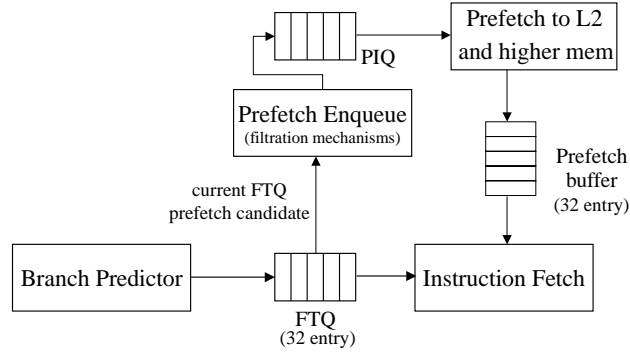 Prefetch to L2
and higher mem
PIQ
Prefetch Enqueue
(filtration mechanisms)
Prefetch
buffer
(32 entry)
current FTQ
prefetch candidate
Branch Predictor
Instruction Fetch
FTQ
(32 entry)